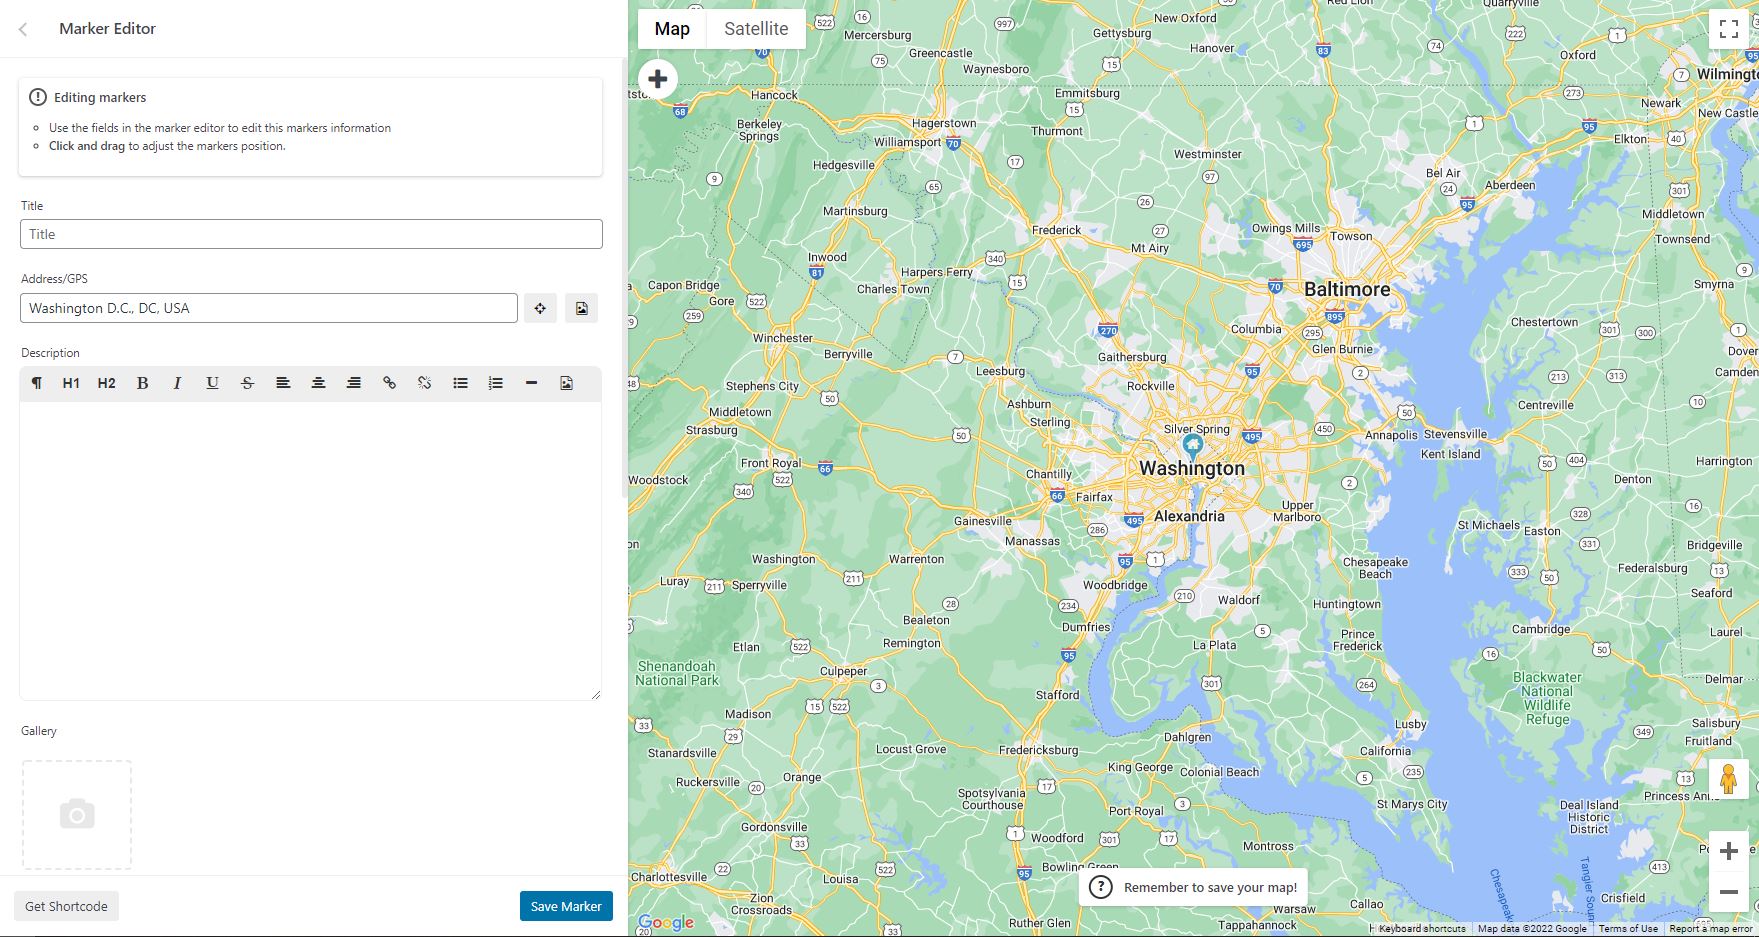 Marker Editor
Editing markers
Use the fields in the marker editor to edit this markers information
Click and drag to adjust the markers position.
Title
Title
Address/GPS
Washington D.C., DC, USA
Description
¶ H1 H2 B I U S
Gallery
Get Shortcode
Save Marker
Map
Satellite
Mercersburg
Greencastle
Waynesboro
Gettysburg
New Oxford
Hanover
Red Lion
Quarryville
Oxford
Newark
New Castle
Elkton
Hancock
Berkeley
Springs
Hagerstown
Williamsport
Hedgesville
Emmitsburg
Thurmont
Westminster
Bel Air
Aberdeen
Middletown
Townsend
Martinsburg
Frederick
Mt Airy
Owings Mills
Towson
Inwood
Harpers Ferry
Charles Town
Capon Bridge
Gore
Baltimore
Smyrna
Winchester
Berryville
Columbia
Glen Burnie
Chestertown
Dover
Camden
Gaithersburg
Leesburg
Rockville
Stephens City
Middletown
Strasburg
Ashburn
Sterling
Silver Spring
Centreville
Annapolis
Stevensville
Kent Island
Washington
Front Royal
Woodstock
Chantilly
Fairfax
Harrington
Denton
Alexandria
Upper
Marlboro
Gainesville
Manassas
St Michaels
Easton
Bridgeville
Washington
Warrenton
Chesapeake
Beach
Federalsburg
Seaford
Luray
Sperryville
Woodbridge
Waldorf
Huntingtown
Bealeton
Remington
Dumfries
La Plata
Prince
Frederick
Cambridge
Laurel
Etlan
Shenandoah
National Park
Culpeper
Stafford
Blackwater
National
Wildlife
Refuge
Delmar
Madison
Lusby
Salisbury
Fruitland
Stanardsville
Locust Grove
Fredericksburg
Dahlgren
California
Ruckersville
Orange
King George
Colonial Beach
Spotsylvania
Courthouse
Port Royal
St Marys City
Deal Island
Historic
District
Gordonsville
Woodford
Montross
Bowling Green
Charlottesville
Louisa
Remember to save your map!
Zion
Crossroads
Warsaw
Callao
Crisfield
Ruther Glen
Tappahannock
Google
Keyboard shortcuts
Map data ©2022 Google
Terms of Use
Report a map error